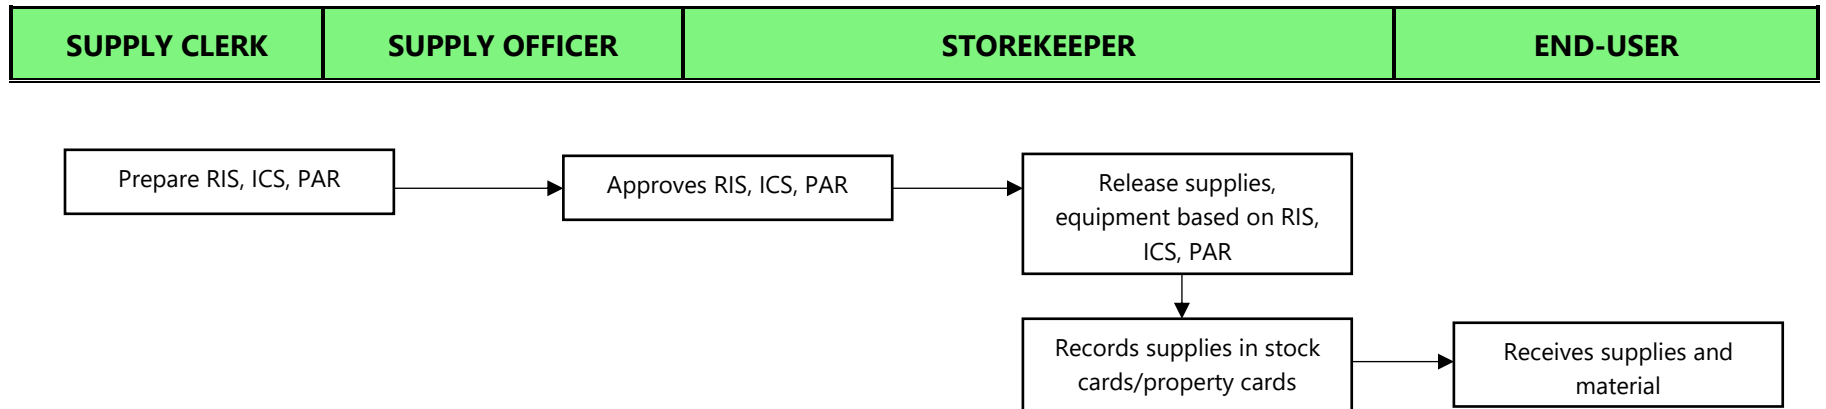 SUPPLY CLERK
SUPPLY OFFICER
STOREKEEPER
END-USER
Prepare RIS, ICS, PAR
Approves RIS, ICS, PAR
Release supplies,
equipment based on RIS,
ICS, PAR
Records supplies in stock
cards/property cards
Receives supplies and
material